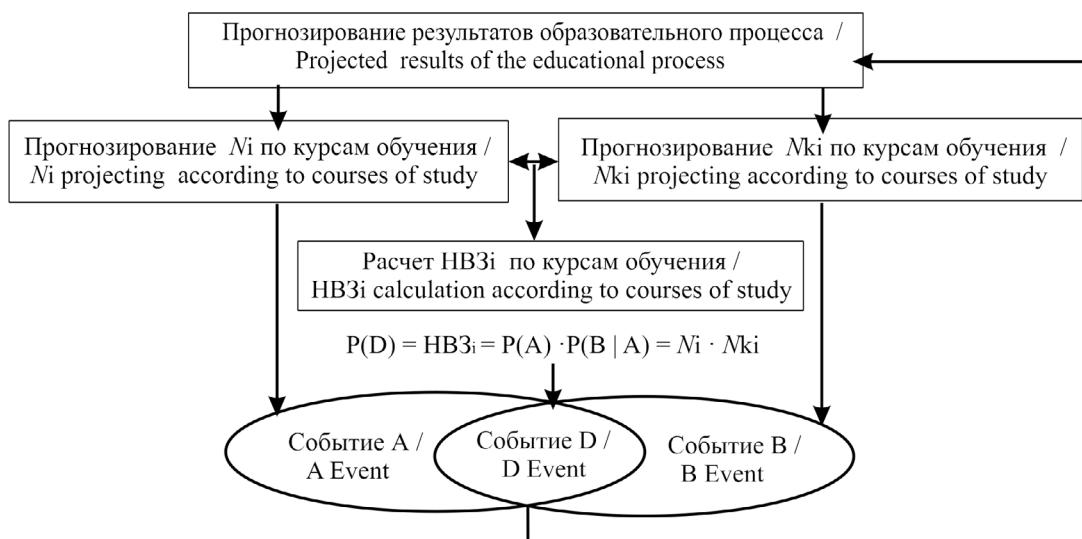 Прогнозирование результатов образовательного процесса /
Projected results of the educational process
Прогнозирование Ni по курсам обучения /
Ni projecting according to courses of study
Прогнозирование Nki по курсам обучения /
Nki projecting according to courses of study
Расчет НВЗi по курсам обучения /
НВЗi calculation according to courses of study
P(D) = НВЗi = P(A) ·P(B | A) = Ni · Nki
Событие A /
A Event
Событие D /
D Event
Событие B /
B Event